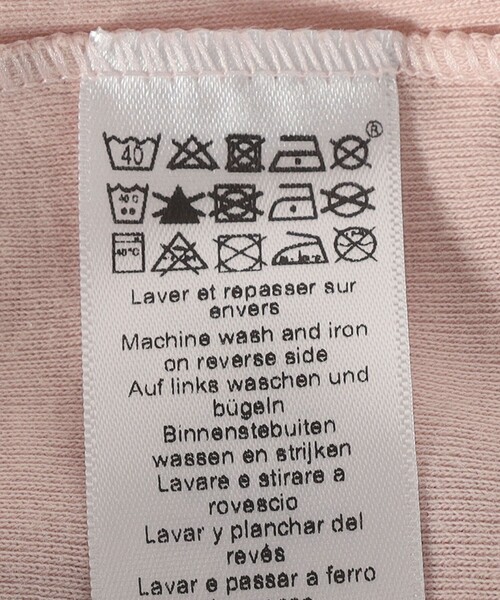 ®
40
40°C
Laver et repasser sur
envers
Machine wash and iron
on reverse side
Auf links waschen und
bügeln
Binnenstebuiten
wassen en strijken
Lavare e stirare a
rovescio
Lavar y planchar del
revés
Lavar e passar a ferro